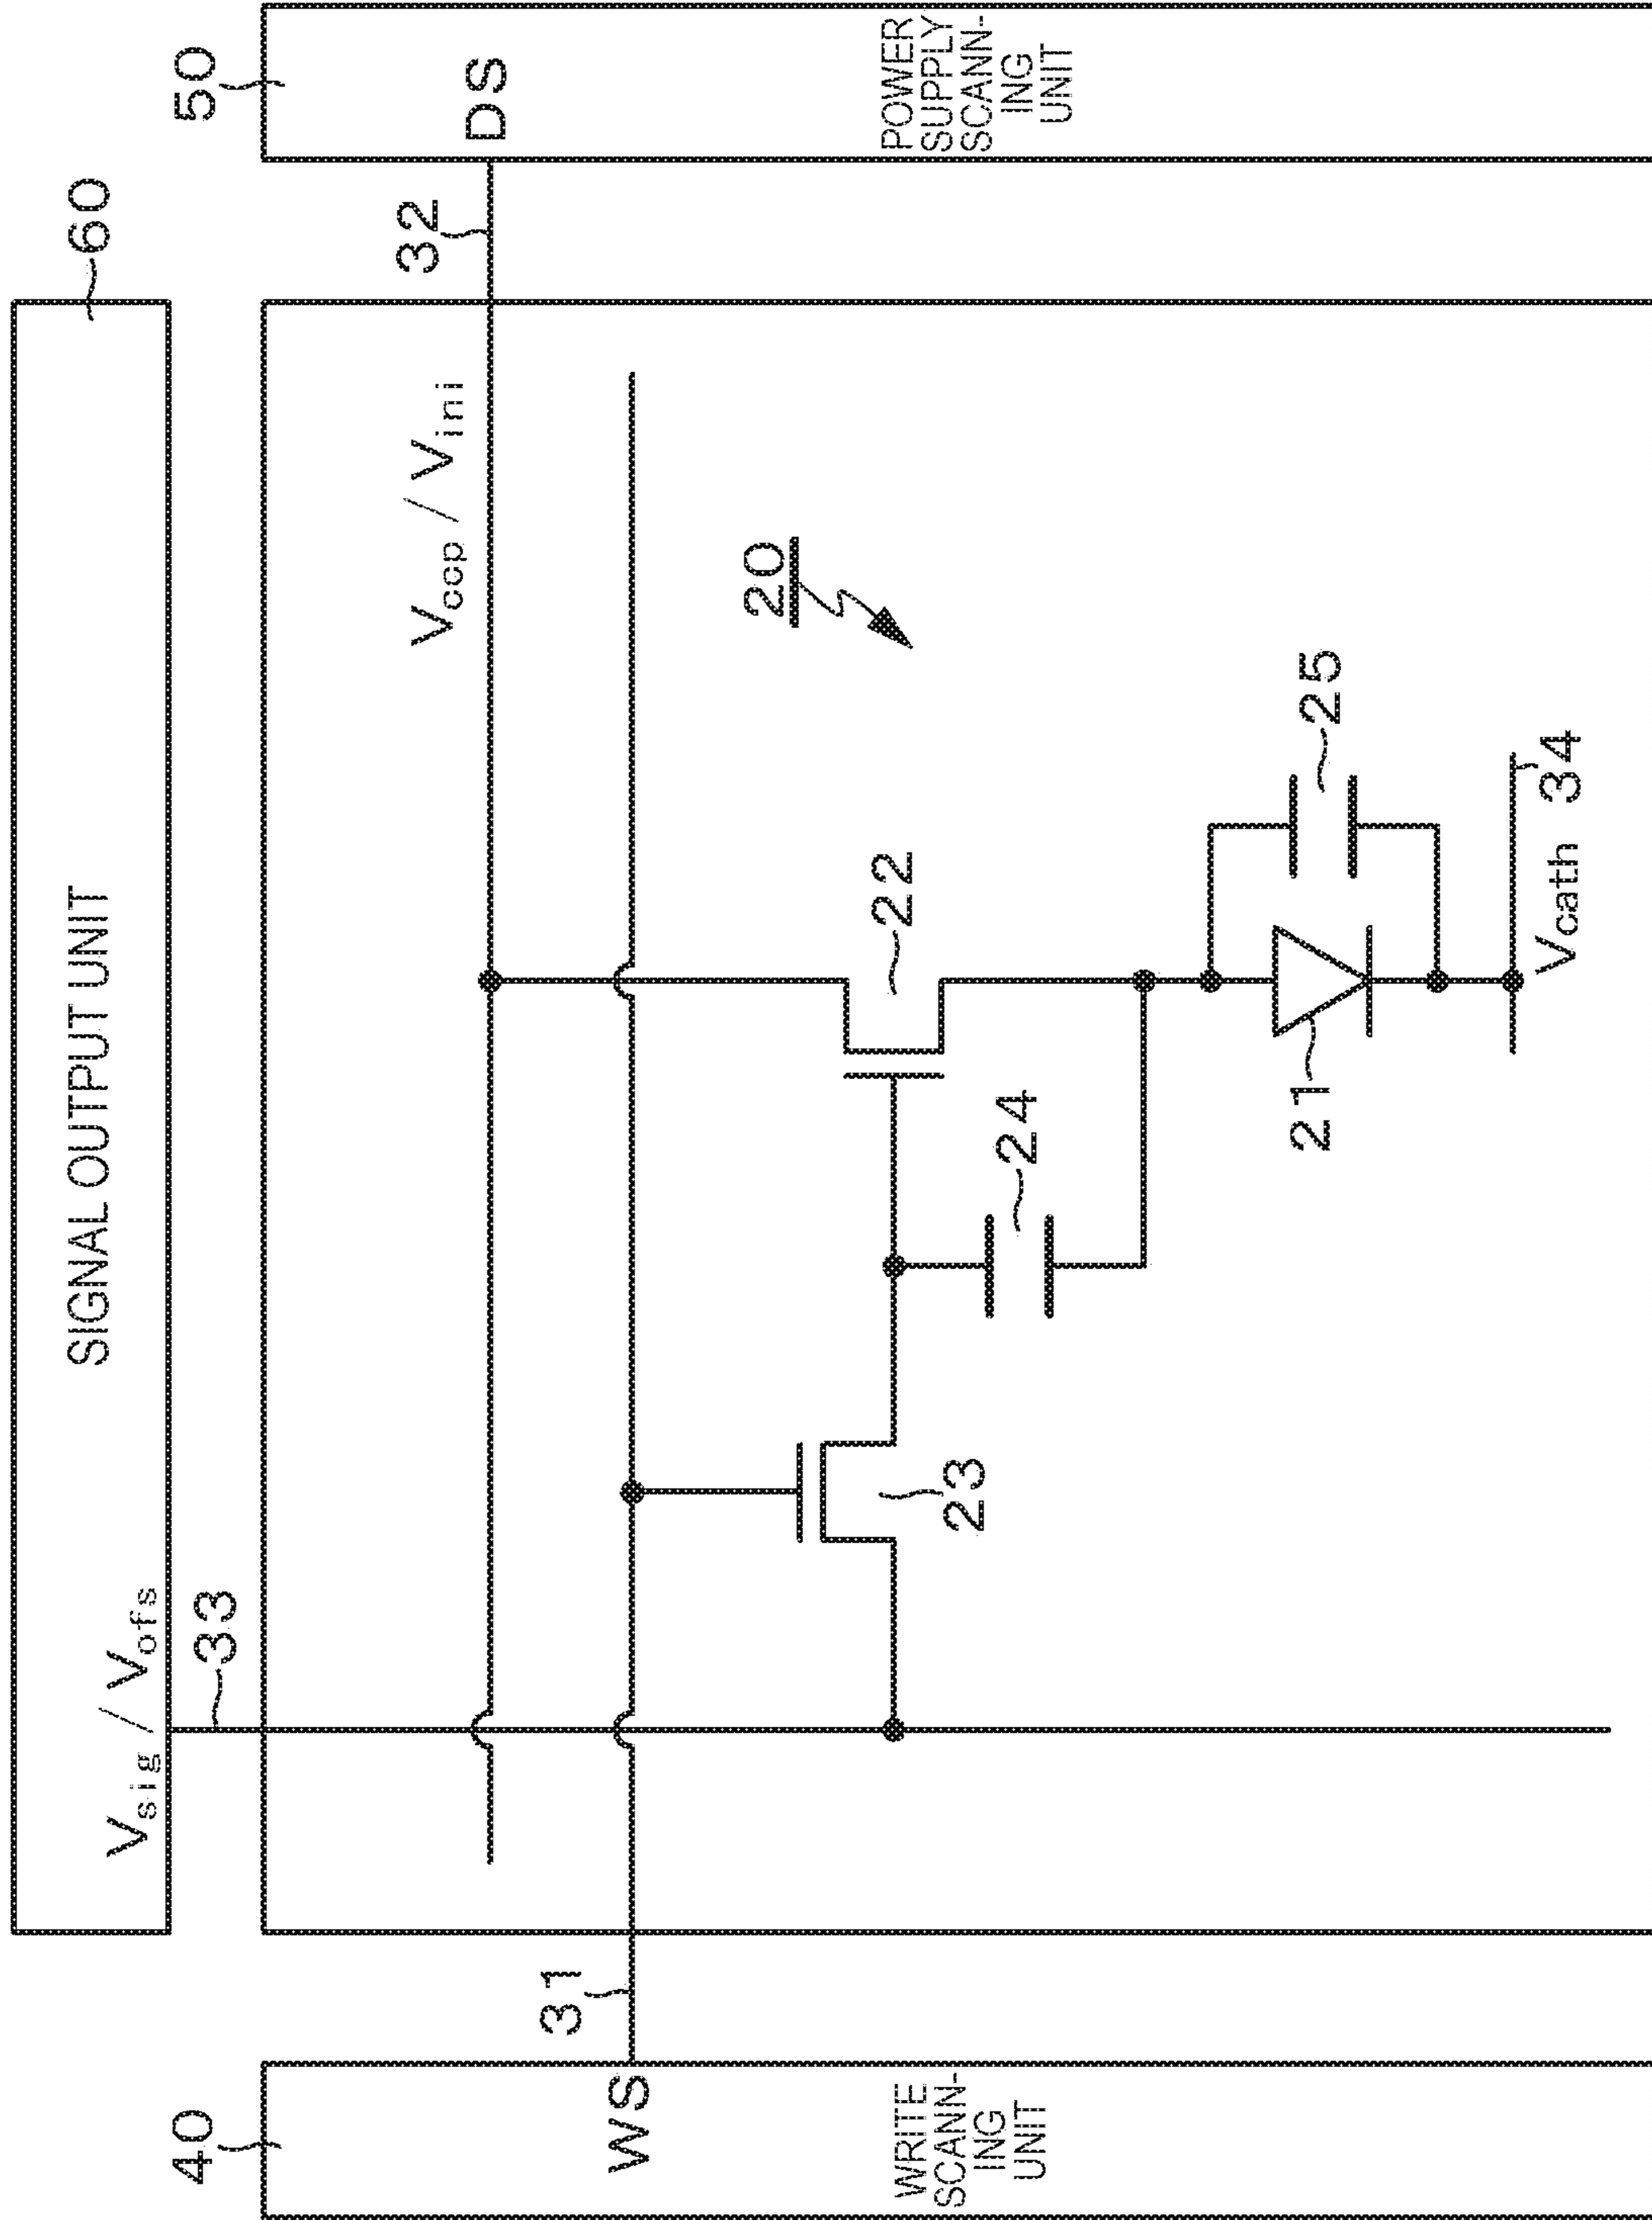 60
SIGNAL OUTPUT UNIT
Vsig / Vofs
33
40
50
WS
31
32
DS
Vccp / Vini
WRITE
SCANN-
ING
UNIT
POWER
SUPPLY
SCANN-
ING
UNIT
20
22
23
24
21
25
Vcath 34